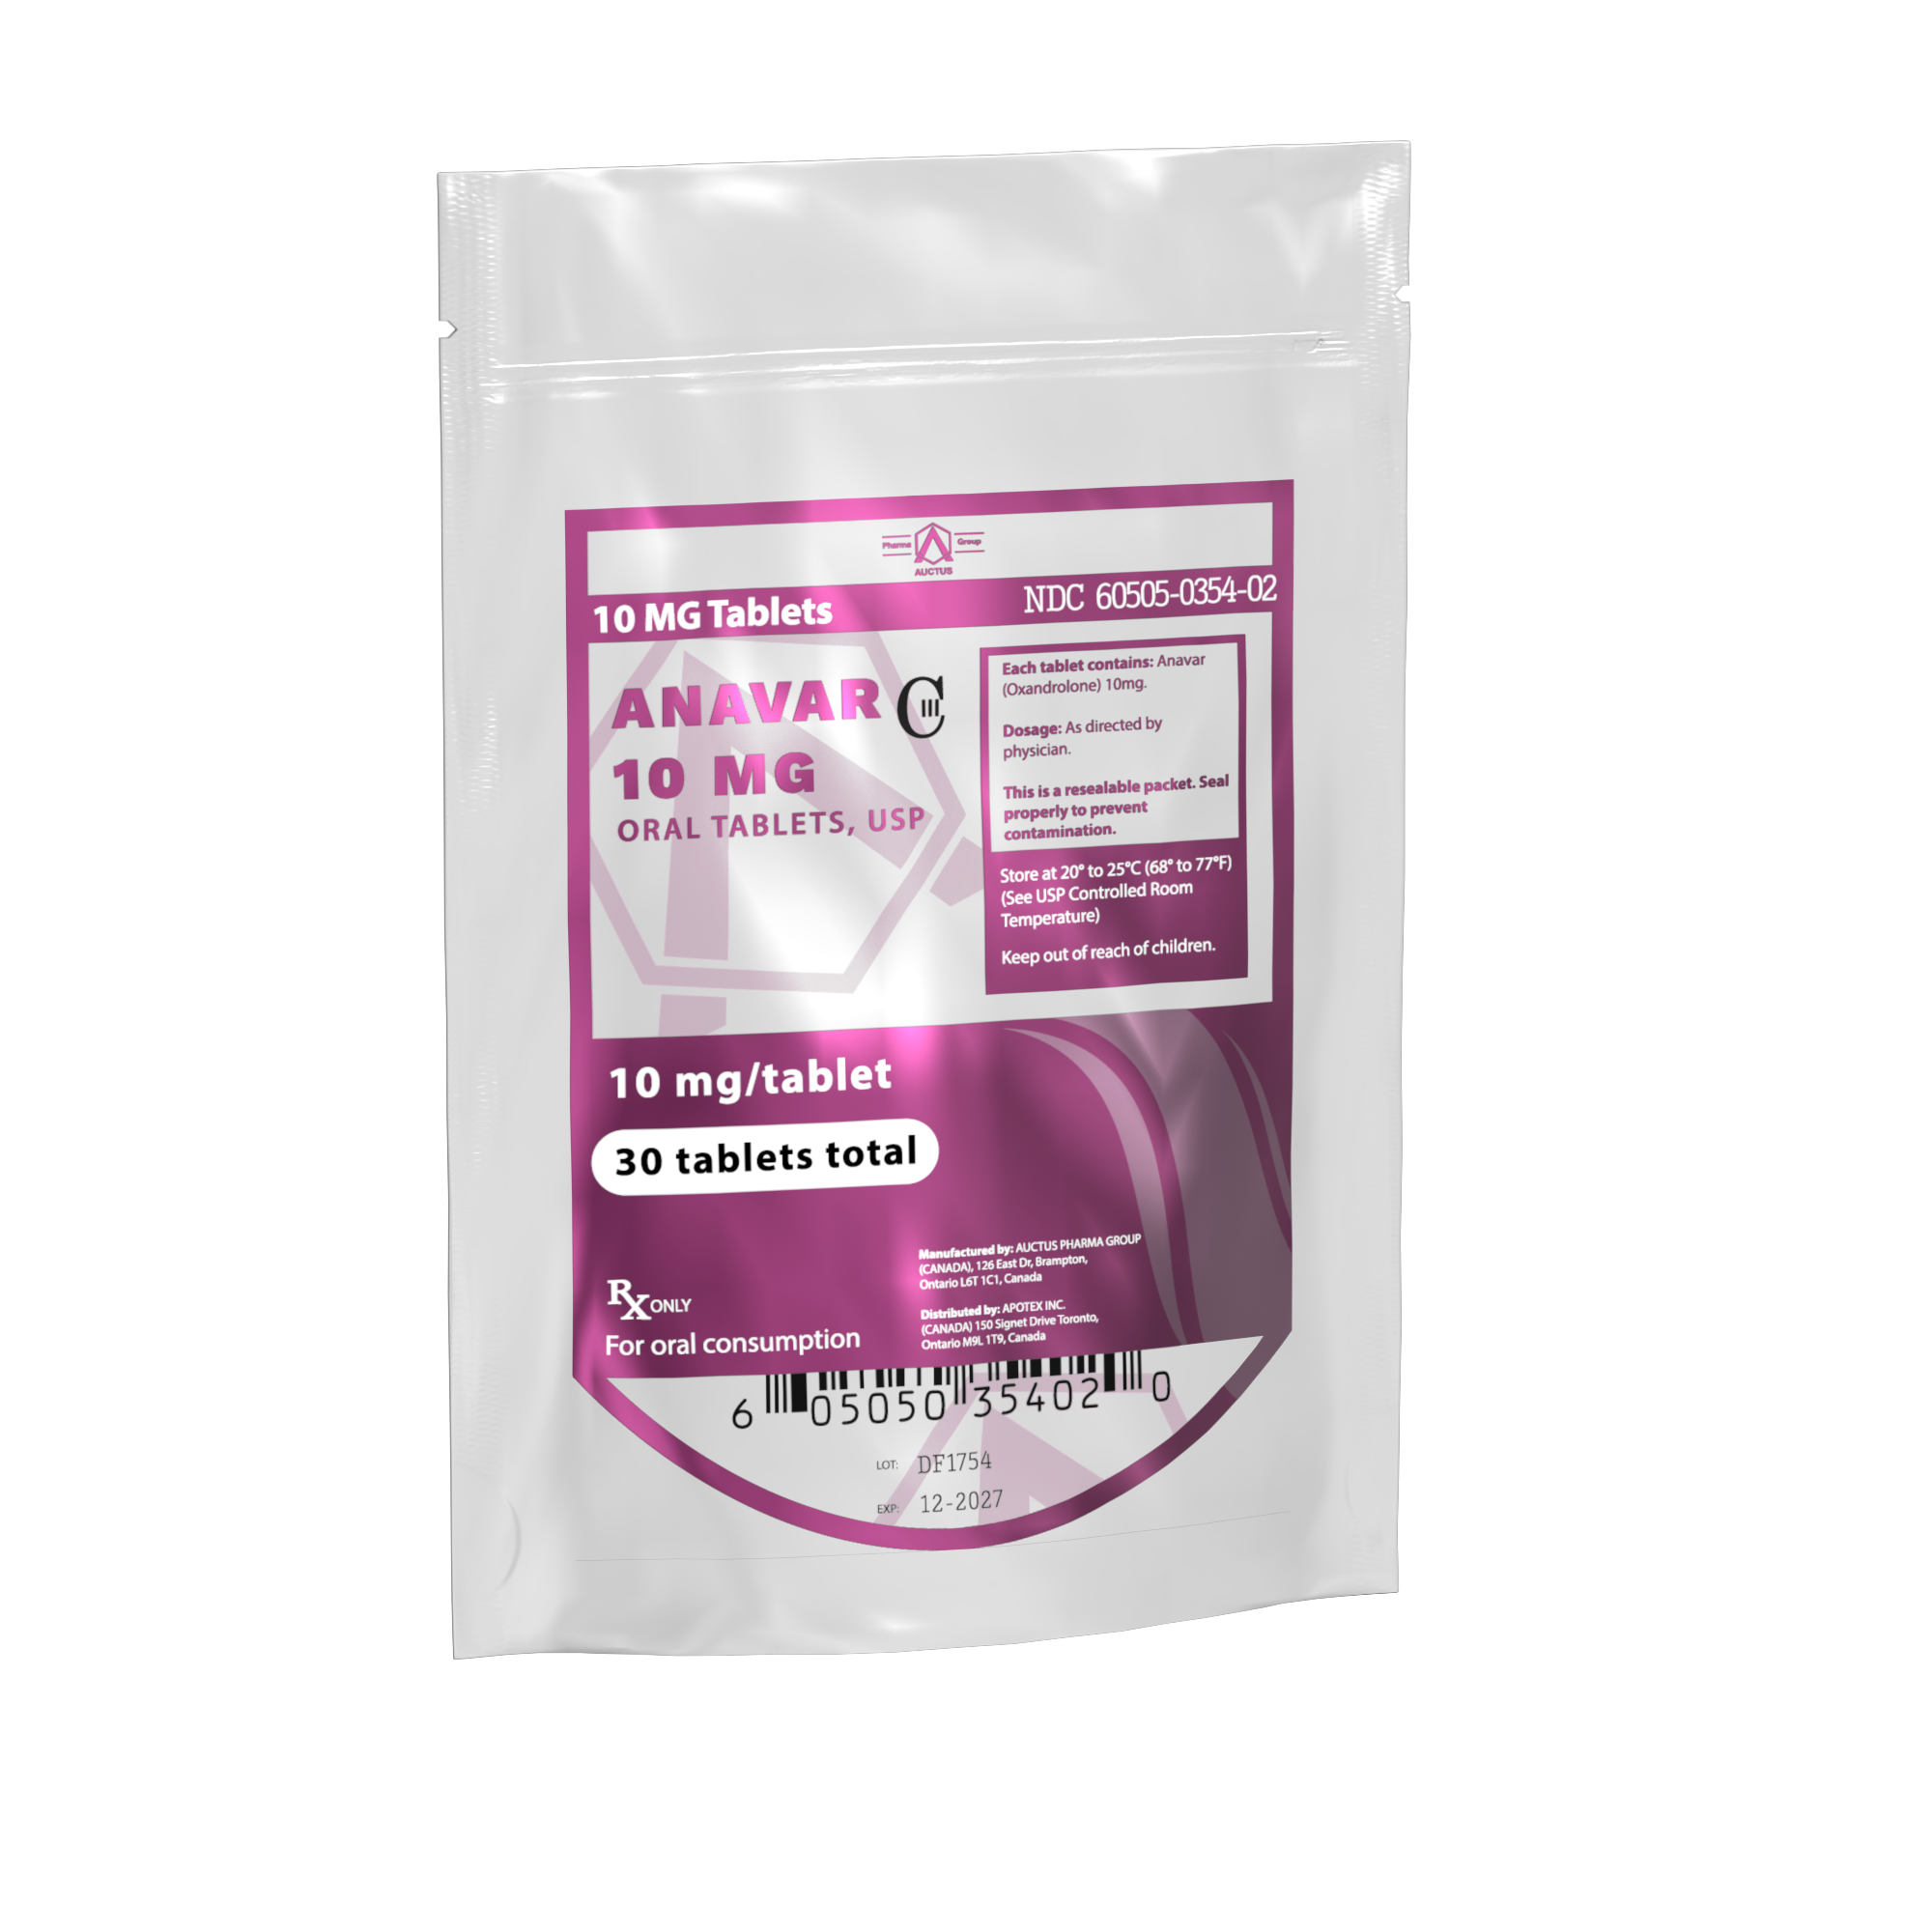 Pharma Group
AUCTUS
10 MG Tablets
NDC 60505-0354-02
ANAVAR CIII
10 MG
ORAL TABLETS, USP
Each tablet contains: Anavar
(Oxandrolone) 10mg.
Dosage: As directed by
physician.
This is a resealable packet. Seal
properly to prevent
contamination.
Store at 20° to 25°C (68° to 77°F)
(See USP Controlled Room
Temperature)
Keep out of reach of children.
10 mg/tablet
30 tablets total
Rx ONLY
For oral consumption
Manufactured by: AUCTUS PHARMA GROUP
(CANADA), 126 East Dr, Brampton,
Ontario L6T 1C1, Canada
Distributed by: APOTEX INC.
(CANADA) 150 Signet Drive Toronto,
Ontario M9L 1T9, Canada
6 05050 35402 0
LOT: DF1754
EXP: 12-2027